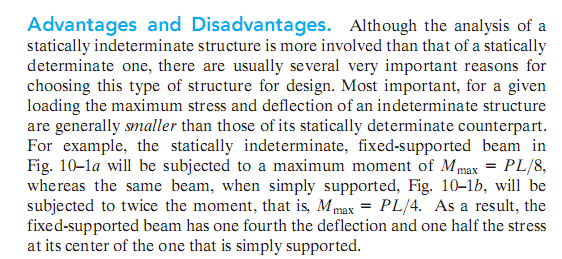 Advantages and Disadvantages. Although the analysis of a
statically indeterminate structure is more involved than that of a statically
determinate one, there are usually several very important reasons for
choosing this type of structure for design. Most important, for a given
loading the maximum stress and deflection of an indeterminate structure
are generally smaller than those of its statically determinate counterpart.
For example, the statically indeterminate, fixed-supported beam in
Fig. 10–1a will be subjected to a maximum moment of Mmax = PL/8,
whereas the same beam, when simply supported, Fig. 10–1b, will be
subjected to twice the moment, that is, Mmax = PL/4. As a result, the
fixed-supported beam has one fourth the deflection and one half the stress
at its center of the one that is simply supported.